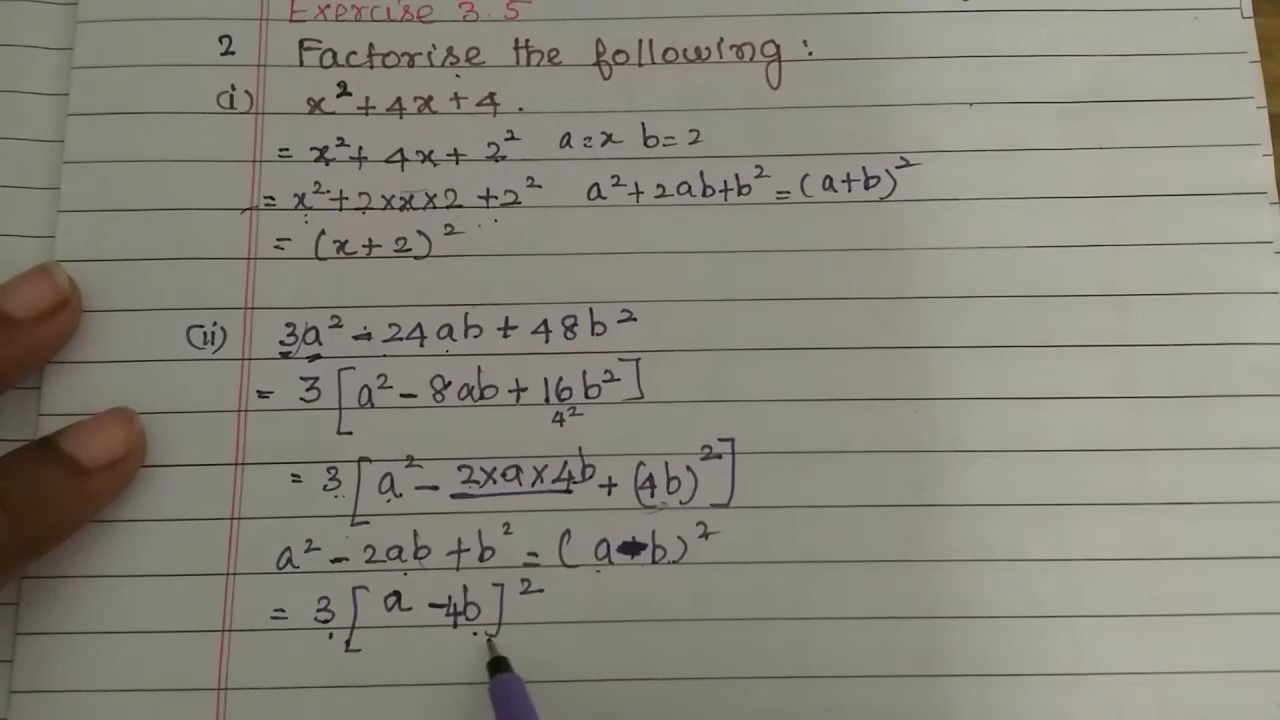 Exercise 3.5
2 Factorise the following :
(i) x² + 4x + 4 .
= x² + 4x + 2² a = x b = 2
= x² + 2×x×2 + 2² a² + 2ab + b² = (a+b)²
= (x + 2)²
(ii) 3a² - 24ab + 48b²
= 3 [a² - 8ab + 16b²]
4²
= 3 [a² - 2×a×4b + (4b)²]
a² - 2ab + b² = (a-b)²
= 3 [a - 4b]²